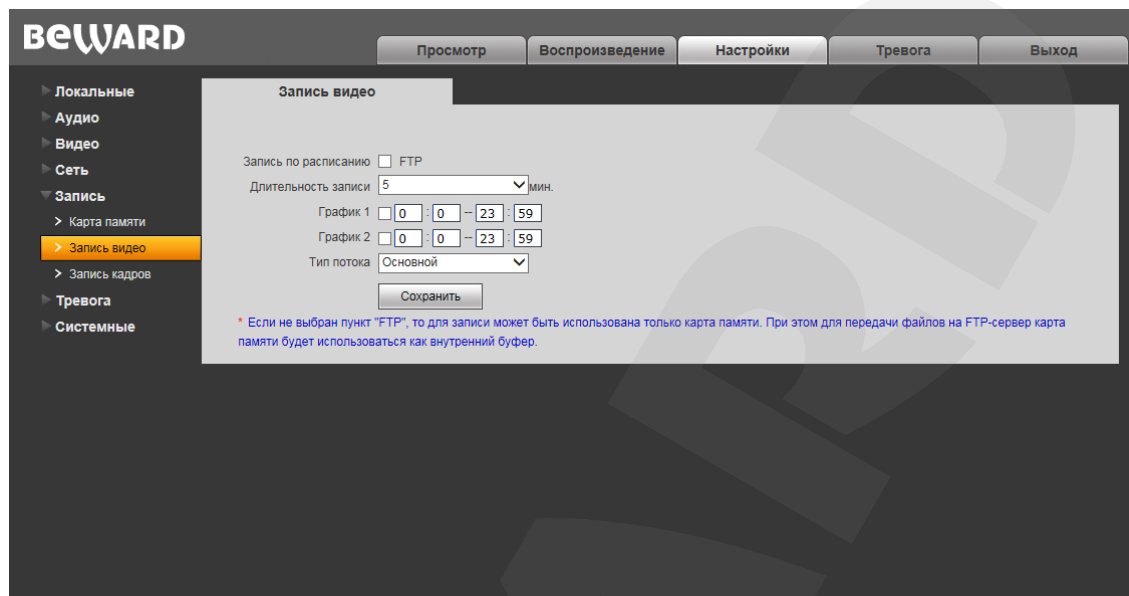 BEWARD
Просмотр Воспроизведение Настройки Тревога Выход
Локальные
Аудио
Видео
Сеть
Запись
> Карта памяти
> Запись видео
> Запись кадров
Тревога
Системные
Запись видео
Запись по расписанию FTP
Длительность записи 5 мин.
График 1 0 : 0 -- 23 : 59
График 2 0 : 0 -- 23 : 59
Тип потока Основной
Сохранить
* Если не выбран пункт "FTP", то для записи может быть использована только карта памяти. При этом для передачи файлов на FTP-сервер карта
памяти будет использоваться как внутренний буфер.